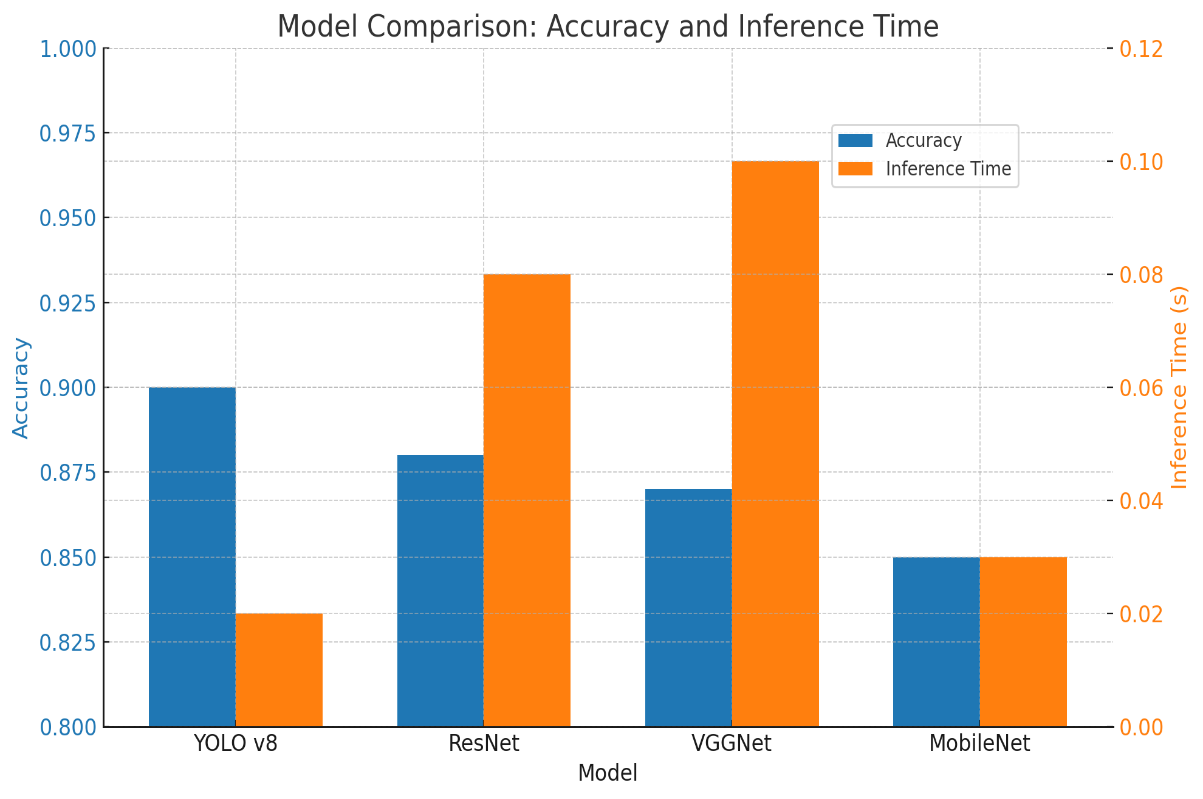 Model Comparison: Accuracy and Inference Time
1.000
0.975
0.950
0.925
0.900
0.875
0.850
0.825
0.800
Accuracy
0.12
0.10
0.08
0.06
0.04
0.02
0.00
Inference Time (s)
Accuracy
Inference Time
YOLO v8
ResNet
VGGNet
MobileNet
Model